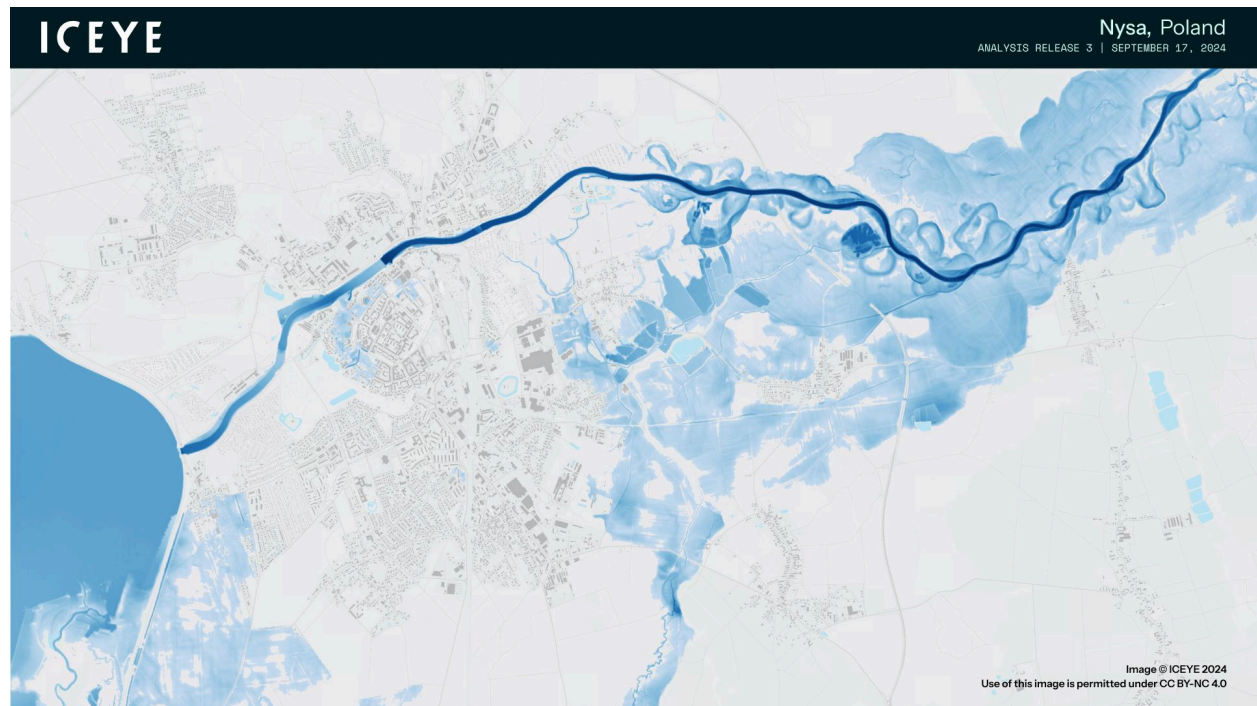 ICEYE
Nysa, Poland
ANALYSIS RELEASE 3 | SEPTEMBER 17, 2024
Image © ICEYE 2024
Use of this image is permitted under CC BY-NC 4.0